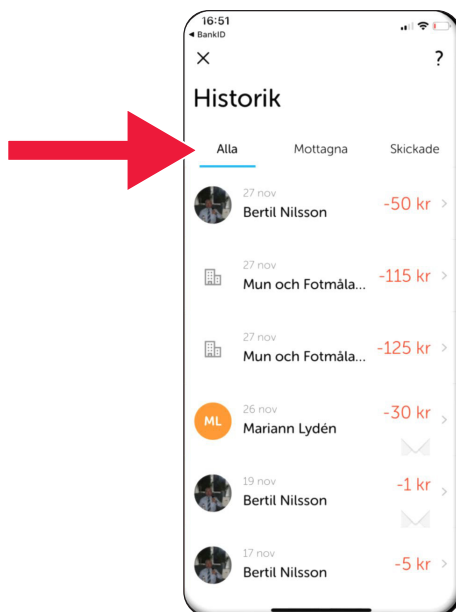 16:51
◀ BankID
?
Historik
Alla Mottagna Skickade
27 nov
Bertil Nilsson -50 kr
27 nov
Mun och Fotmåla... -115 kr
27 nov
Mun och Fotmåla... -125 kr
ML
26 nov
Mariann Lydén -30 kr
19 nov
Bertil Nilsson -1 kr
17 nov
Bertil Nilsson -5 kr